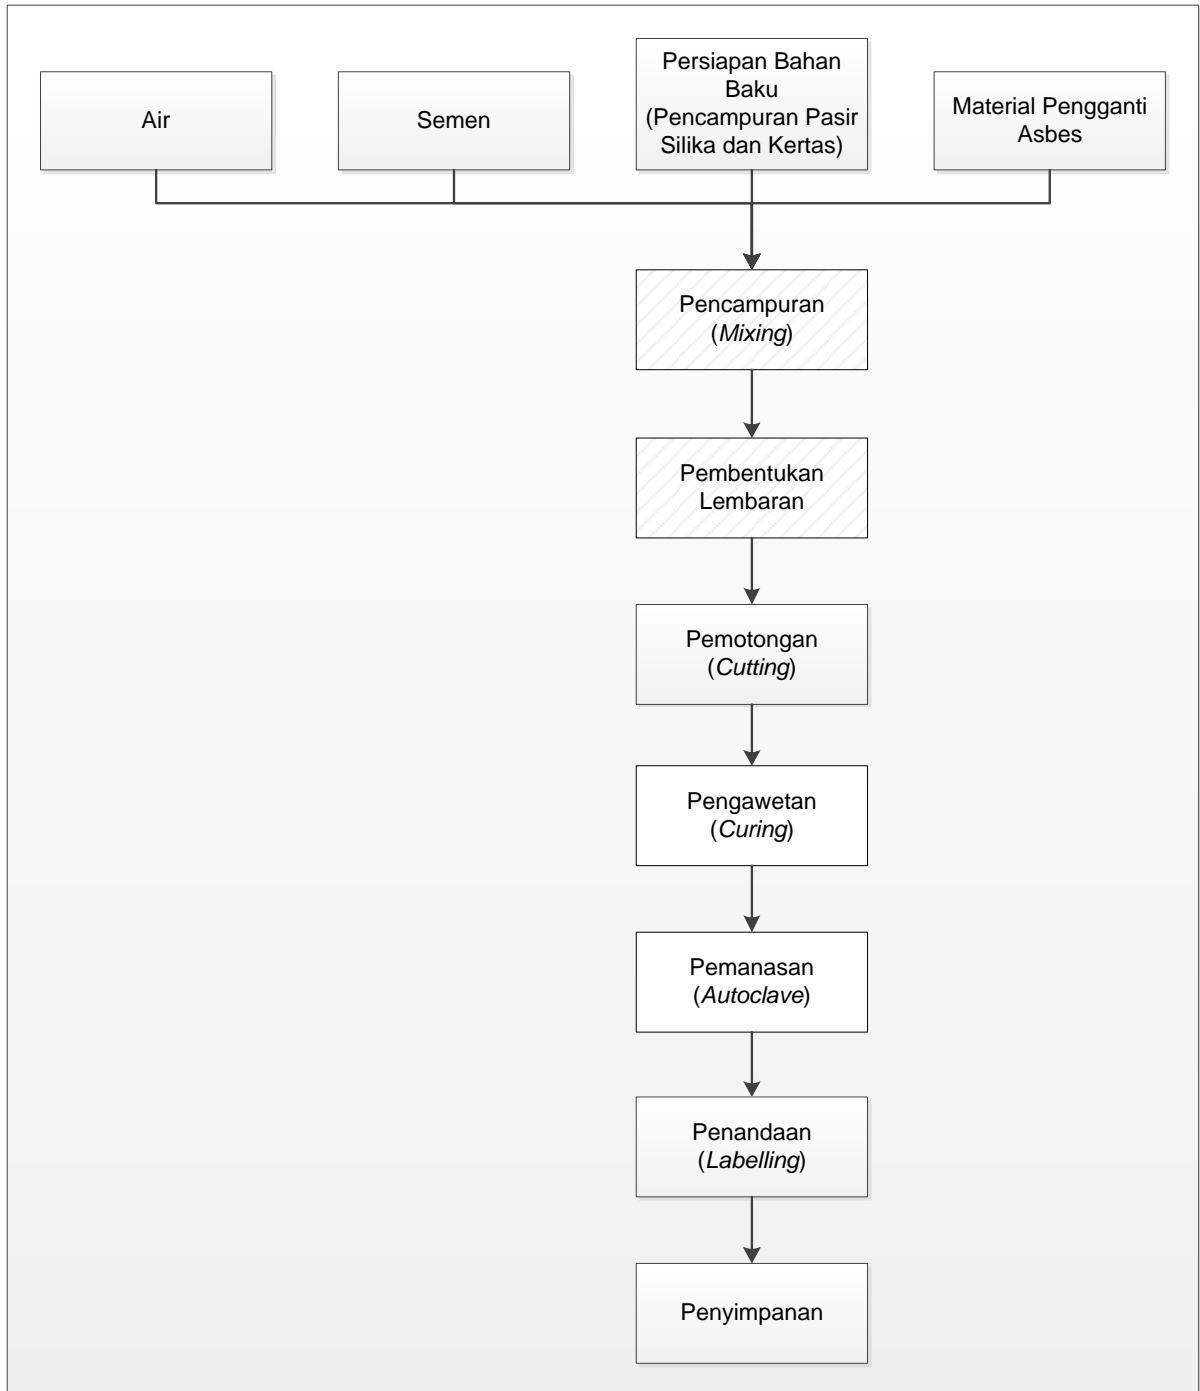 Air
Semen
Persiapan Bahan
Baku
(Pencampuran Pasir
Silika dan Kertas)
Material Pengganti
Asbes
Pencampuran
(Mixing)
Pembentukan
Lembaran
Pemotongan
(Cutting)
Pengawetan
(Curing)
Pemanasan
(Autoclave)
Penandaan
(Labelling)
Penyimpanan